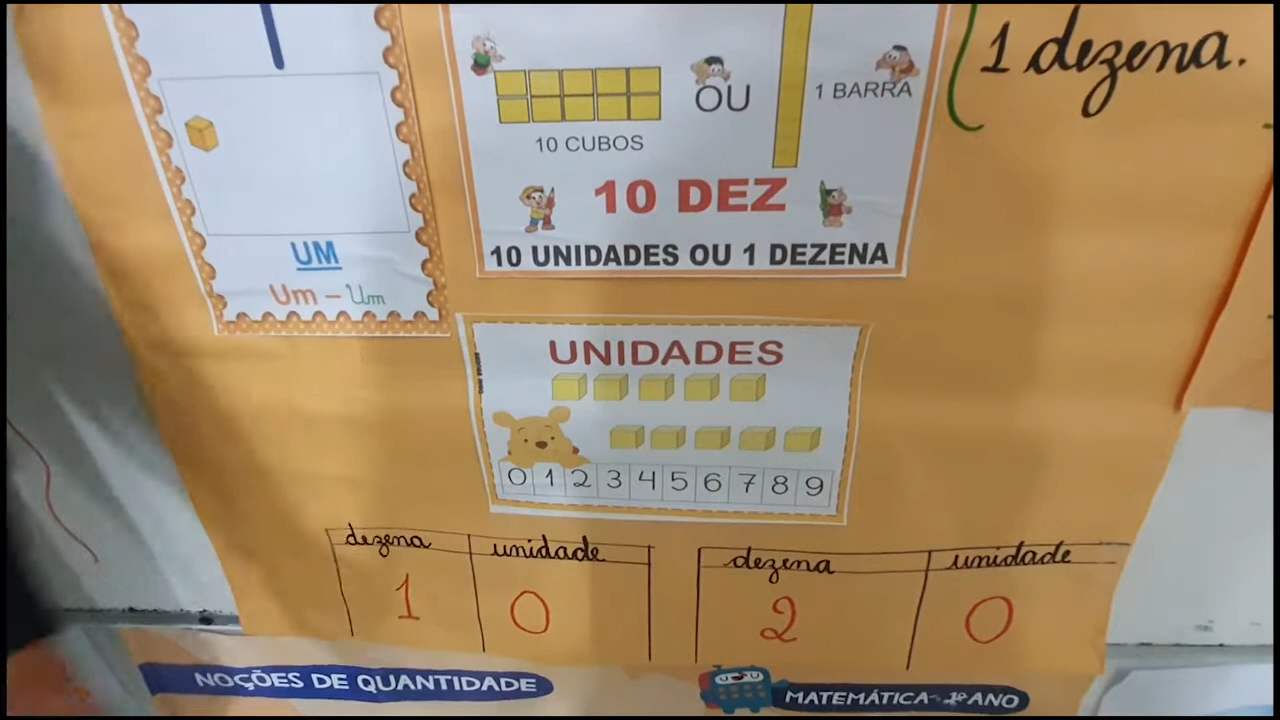 1 dezena.
OU
1 BARRA
10 CUBOS
10 DEZ
10 UNIDADES OU 1 DEZENA
UM
Um - Um
UNIDADES
0 1 2 3 4 5 6 7 8 9
dezena unidade
1 0
dezena unidade
2 0
NOÇÕES DE QUANTIDADE
MATEMÁTICA - 1º ANO